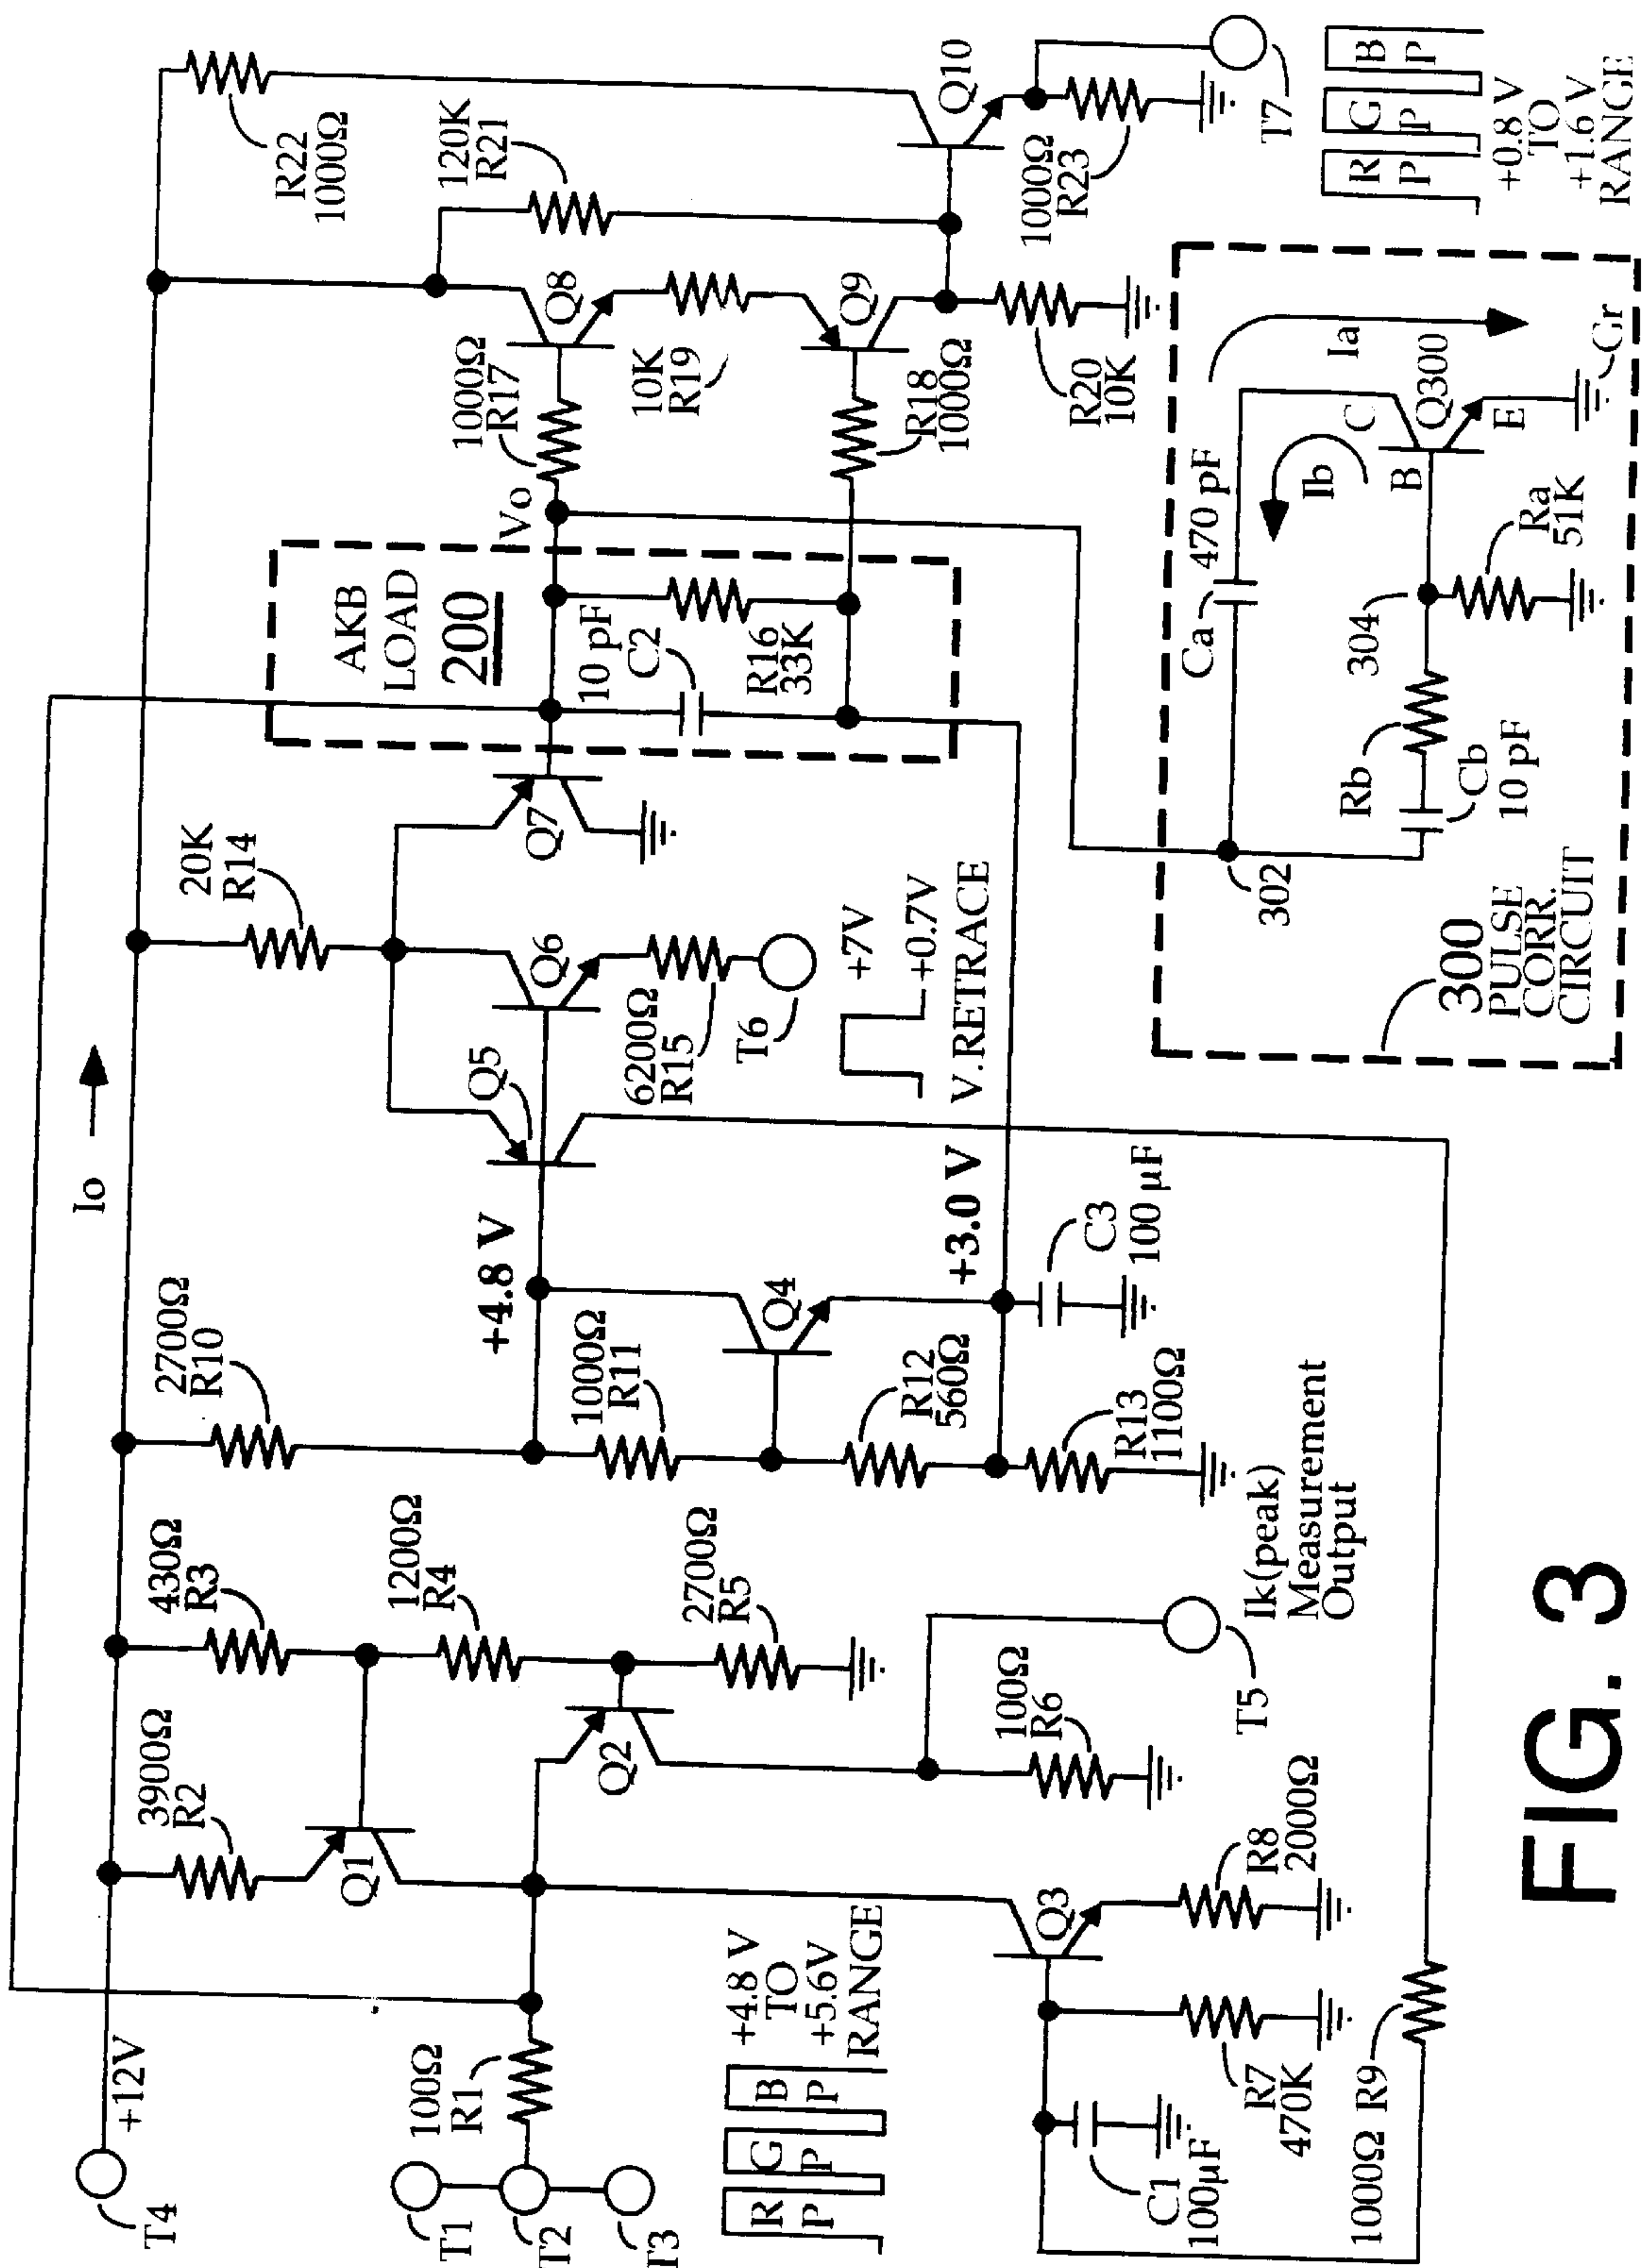 Io
+12V
T4
3900Ω
R2
430Ω
R3
2700Ω
R10
20K
R14
R22
1000Ω
120K
R21
Q1
1200Ω
R4
+4.8 V
Q5
Q6
Q7
AKB
LOAD
200
10 pF
C2
R16
33K
Vo
1000Ω
R17
Q8
10K
R19
Q9
Q10
T1
T2
T3
100Ω
R1
Q2
2700Ω
R5
1000Ω
R11
Q4
R12
560Ω
6200Ω
R15
T6
R18
1000Ω
R20
10K
1000Ω
R23
T7
+4.8 V
TO
+5.6V
RANGE
R G B
P P P
Q3
100Ω
R6
+3.0 V
R13
1100Ω
C3
100 µF
+7V
+0.7V
V.RETRACE
C1
100µF
R7
470K
R8
2000Ω
T5
Ik(peak)
Measurement
Output
1000Ω R9
302
Ca
470 pF
C
Ia
Ib
B
Q300
E
Gr
304
Rb
Cb
10 pF
Ra
51K
300
PULSE
CORR.
CIRCUIT
R G B
P P P
+0.8 V
TO
+1.6 V
RANGE
FIG. 3